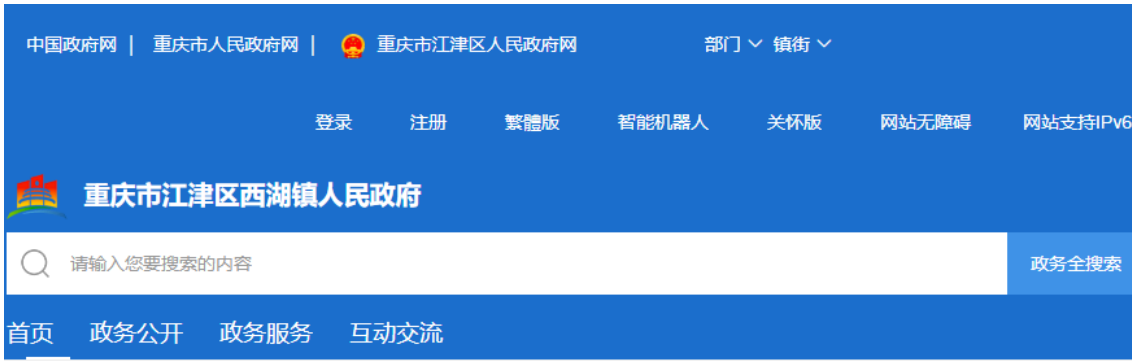 中国政府网 | 重庆市人民政府网 | 重庆市江津区人民政府网 部门 镇街
登录 注册 繁體版 智能机器人 关怀版 网站无障碍 网站支持IPv6
重庆市江津区西湖镇人民政府
请输入您要搜索的内容 政务全搜索
首页 政务公开 政务服务 互动交流